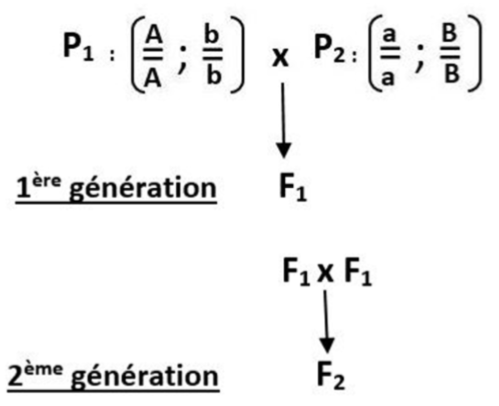 P₁ : (A/A ; b/b) x P₂ : (a/a ; B/B)
1ère génération F₁
F₁ x F₁
2ème génération F₂